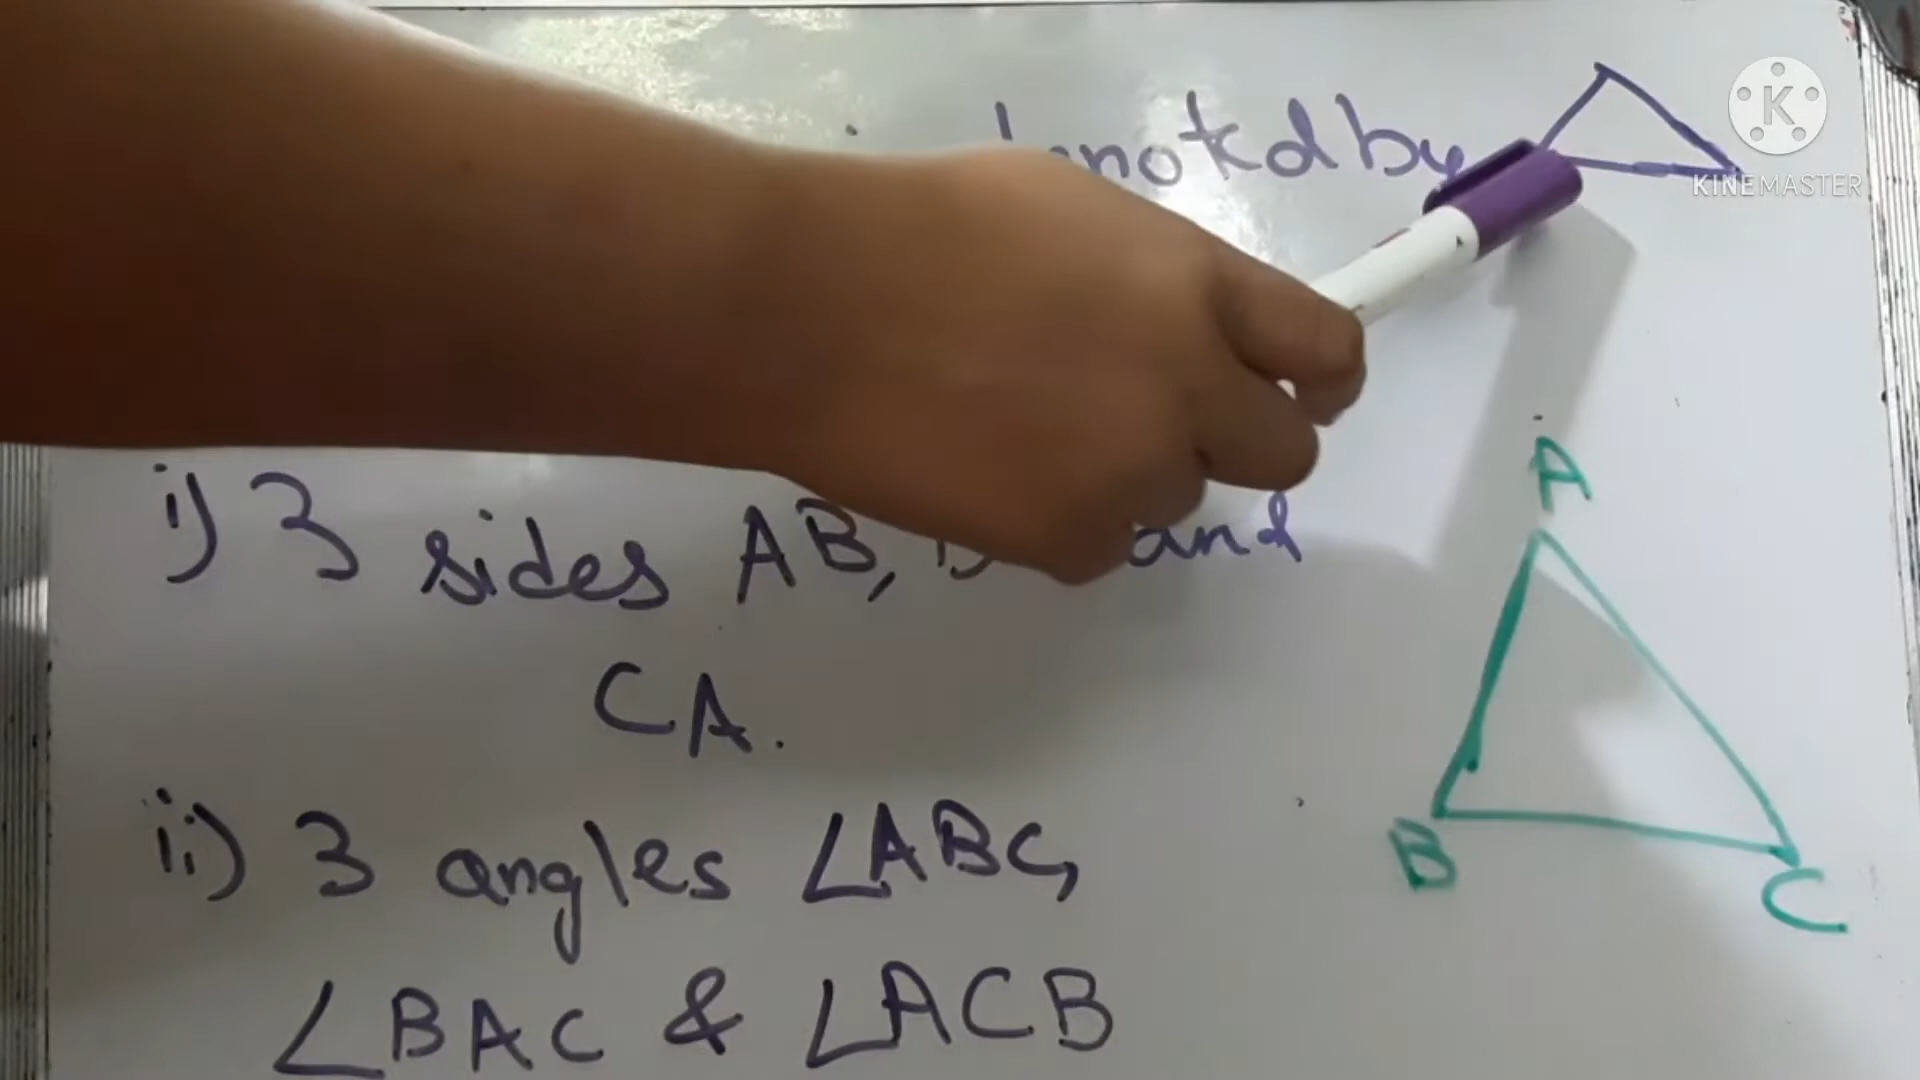 denoted by
K
KINEMASTER
i) 3 sides AB, and
CA.
ii) 3 angles ∠ABC,
∠BAC & ∠ACB
A
B
C